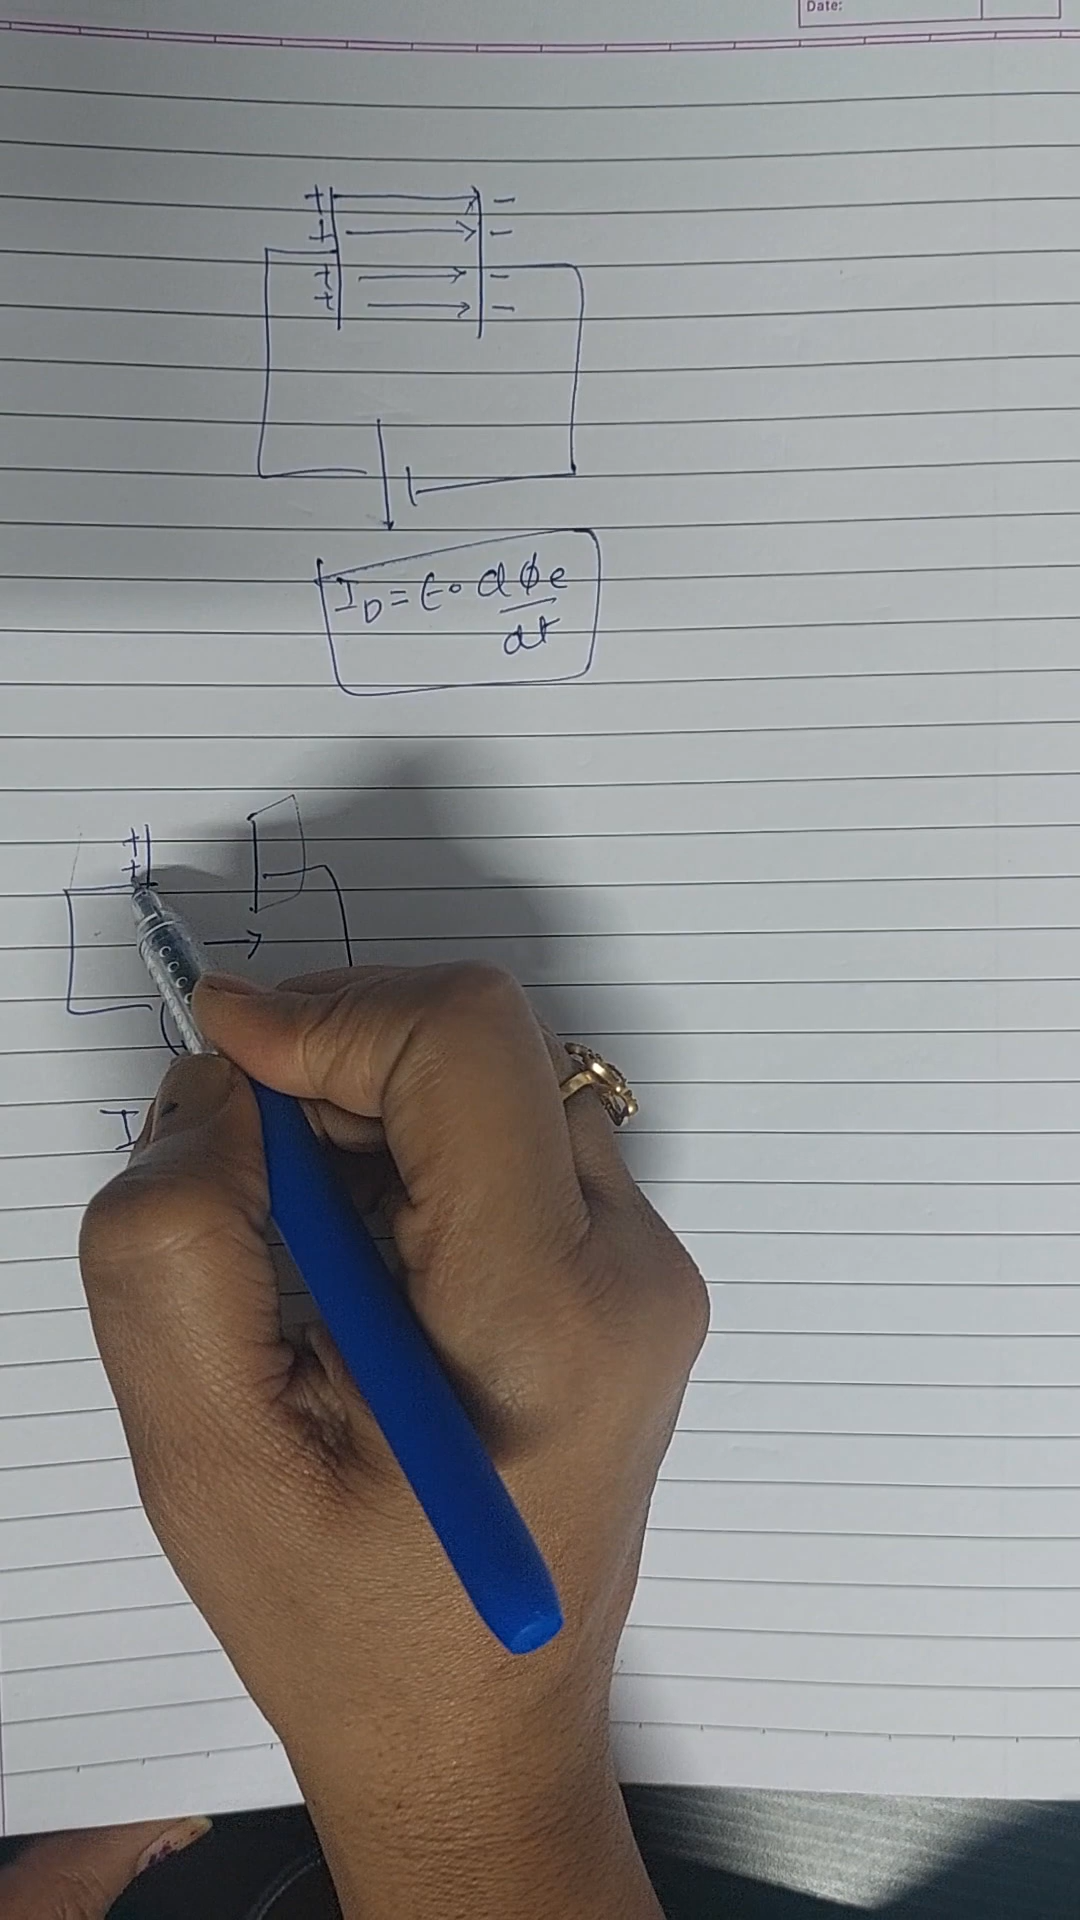 Date:
+ -
+ -
+ -
+ -
I_D = ε₀ dϕe
dt
+
+
I